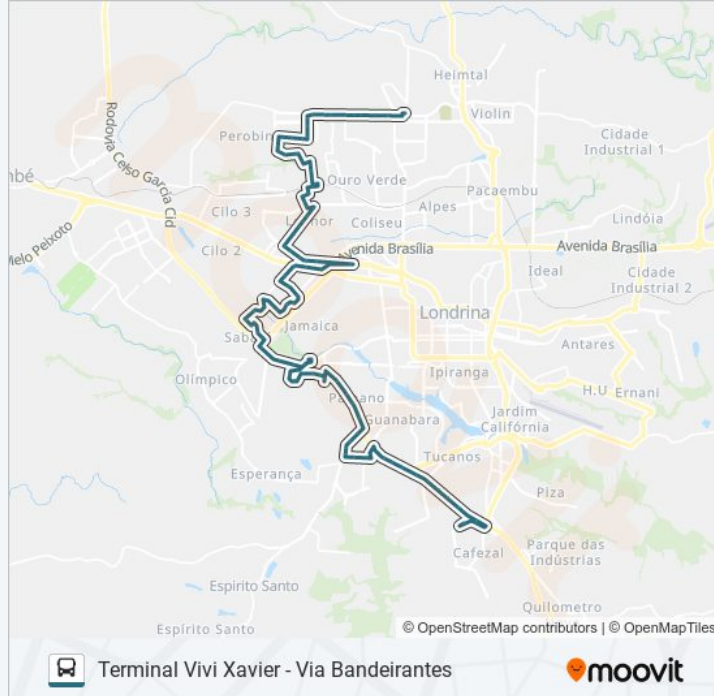 Heimtal
Violin
Perobin
Cidade
Industrial 1
Rodovia Celso Garcia Cid
Ouro Verde
Pacaembu
Cilo 3
Alpes
Lindóia
Coliseu
Melo Peixoto
Cilo 2
Avenida Brasília
Avenida Brasília
Ideal
Cidade
Industrial 2
Londrina
Jamaica
Antares
Olímpico
Ipiranga
H.U
Ernani
Jardim
Califórnia
Guanabara
Tucanos
Esperança
Piza
Cafezal
Parque das
Indústrias
Espirito Santo
Quilometro
Espírito Santo
© OpenStreetMap contributors | © OpenMapTiles
Terminal Vivi Xavier - Via Bandeirantes
moovit